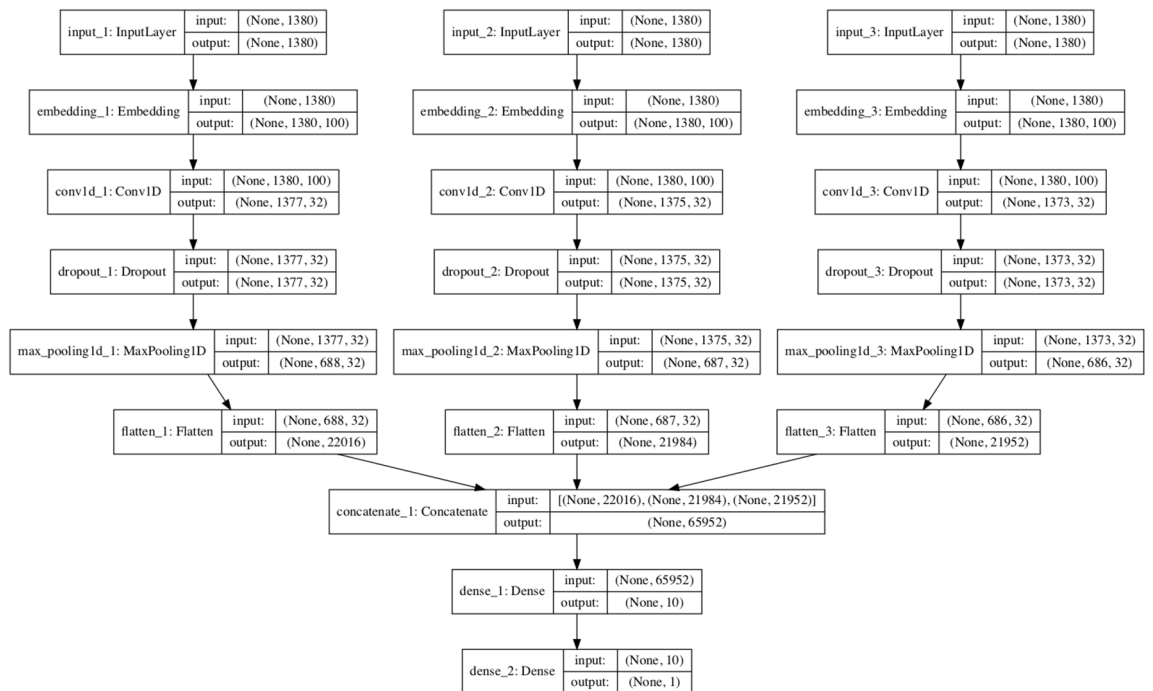 input_1: InputLayer input: (None, 1380)
output: (None, 1380)
input_2: InputLayer input: (None, 1380)
output: (None, 1380)
input_3: InputLayer input: (None, 1380)
output: (None, 1380)
embedding_1: Embedding input: (None, 1380)
output: (None, 1380, 100)
embedding_2: Embedding input: (None, 1380)
output: (None, 1380, 100)
embedding_3: Embedding input: (None, 1380)
output: (None, 1380, 100)
conv1d_1: Conv1D input: (None, 1380, 100)
output: (None, 1377, 32)
conv1d_2: Conv1D input: (None, 1380, 100)
output: (None, 1375, 32)
conv1d_3: Conv1D input: (None, 1380, 100)
output: (None, 1373, 32)
dropout_1: Dropout input: (None, 1377, 32)
output: (None, 1377, 32)
dropout_2: Dropout input: (None, 1375, 32)
output: (None, 1375, 32)
dropout_3: Dropout input: (None, 1373, 32)
output: (None, 1373, 32)
max_pooling1d_1: MaxPooling1D input: (None, 1377, 32)
output: (None, 688, 32)
max_pooling1d_2: MaxPooling1D input: (None, 1375, 32)
output: (None, 687, 32)
max_pooling1d_3: MaxPooling1D input: (None, 1373, 32)
output: (None, 686, 32)
flatten_1: Flatten input: (None, 688, 32)
output: (None, 22016)
flatten_2: Flatten input: (None, 687, 32)
output: (None, 21984)
flatten_3: Flatten input: (None, 686, 32)
output: (None, 21952)
concatenate_1: Concatenate input: [(None, 22016), (None, 21984), (None, 21952)]
output: (None, 65952)
dense_1: Dense input: (None, 65952)
output: (None, 10)
dense_2: Dense input: (None, 10)
output: (None, 1)